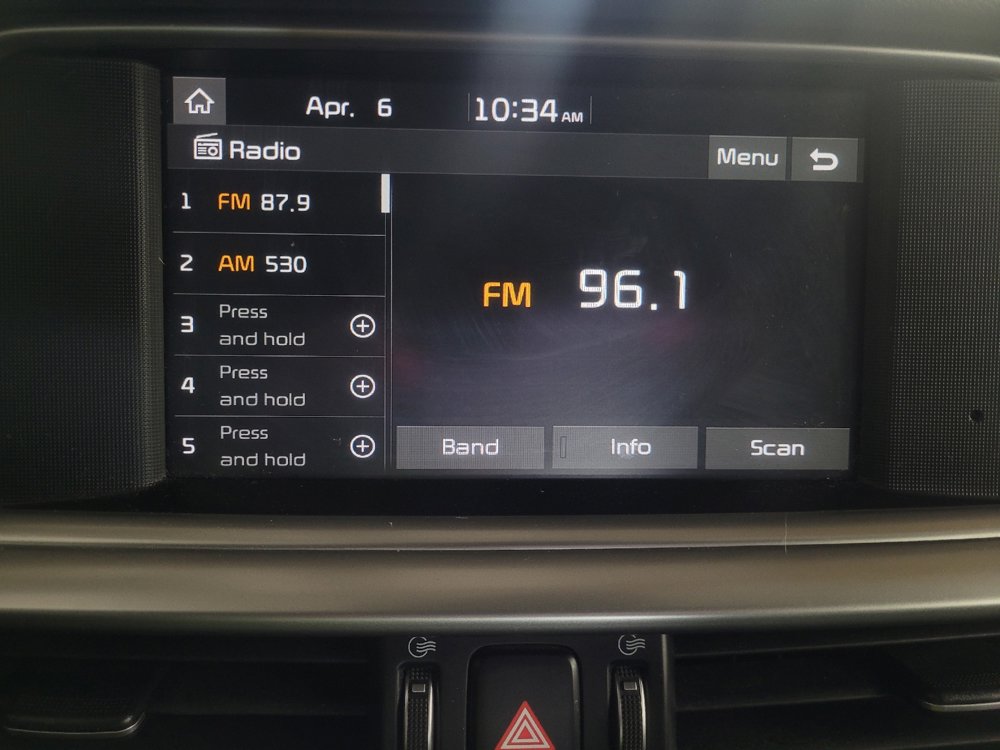 Apr. 6
10:34 AM
Radio
Menu
1 FM 87.9
2 AM 530
3 Press
and hold
4 Press
and hold
5 Press
and hold
FM 96.1
Band
Info
Scan